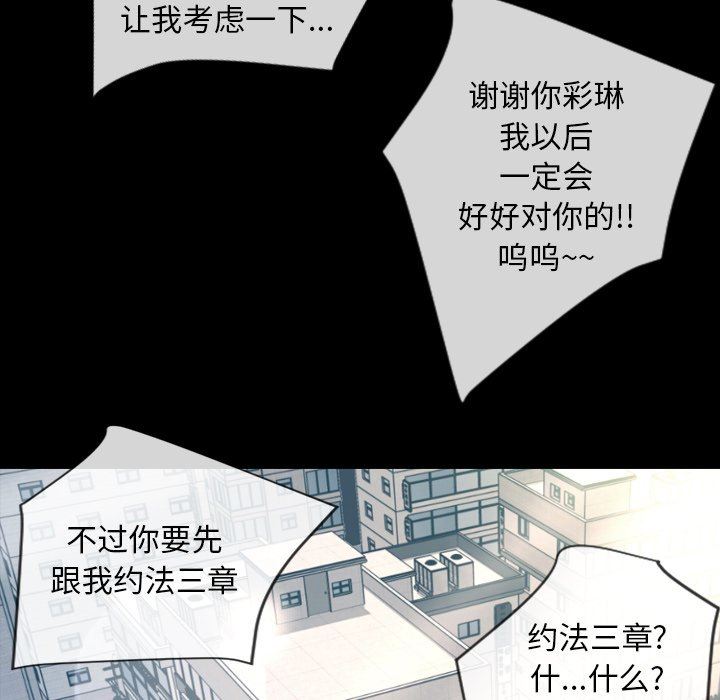 让我考虑一下...
谢谢你彩琳
我以后
一定会
好好对你的!!
呜呜~~
不过你要先
跟我约法三章
约法三章?
什...什么?